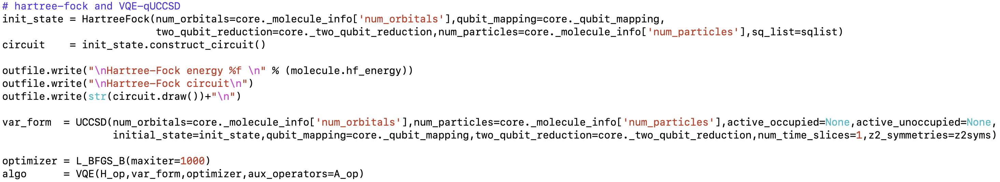 # hartree-fock and VQE-qUCCSD
init_state = HartreeFock(num_orbitals=core._molecule_info['num_orbitals'],qubit_mapping=core._qubit_mapping,
two_qubit_reduction=core._two_qubit_reduction,num_particles=core._molecule_info['num_particles'],sq_list=sqlist)
circuit    = init_state.construct_circuit()
outfile.write("\nHartree-Fock energy %f \n" % (molecule.hf_energy))
outfile.write("\nHartree-Fock circuit\n")
outfile.write(str(circuit.draw())+"\n")
var_form  = UCCSD(num_orbitals=core._molecule_info['num_orbitals'],num_particles=core._molecule_info['num_particles'],active_occupied=None,active_unoccupied=None,
initial_state=init_state,qubit_mapping=core._qubit_mapping,two_qubit_reduction=core._two_qubit_reduction,num_time_slices=1,z2_symmetries=z2syms)
optimizer = L_BFGS_B(maxiter=1000)
algo      = VQE(H_op,var_form,optimizer,aux_operators=A_op)